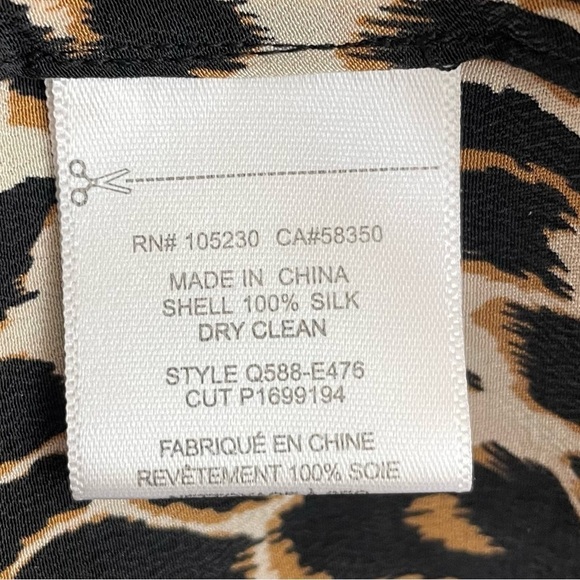 RN# 105230 CA#58350
MADE IN CHINA
SHELL 100% SILK
DRY CLEAN
STYLE Q588-E476
CUT P1699194
FABRIQUÉ EN CHINE
REVÊTEMENT 100% SOIE